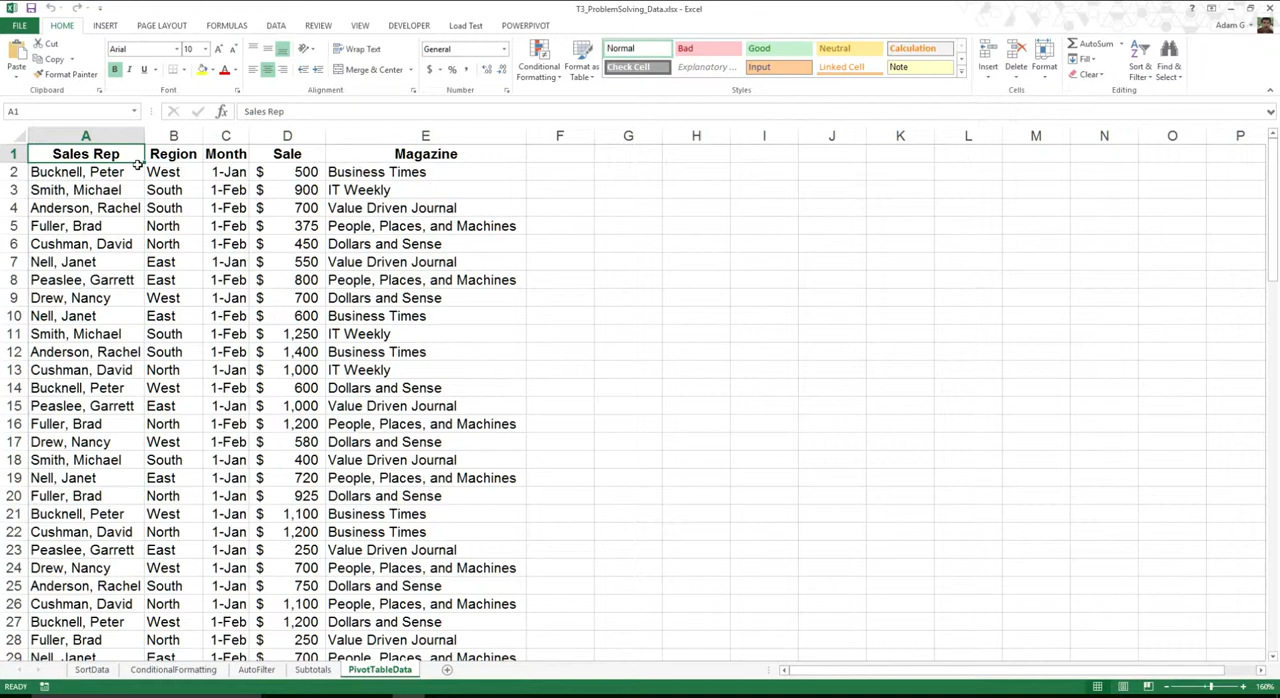 T3_ProblemSolving_Data.xlsx - Excel
FILE HOME INSERT PAGE LAYOUT FORMULAS DATA REVIEW VIEW DEVELOPER Load Test POWERPIVOT Adam G
Paste Cut Copy Format Painter Clipboard
Arial 10 Font
Wrap Text Merge & Center Alignment
General Number
Conditional Formatting Format as Table
Normal Bad Good Neutral Calculation
Check Cell Explanatory ... Input Linked Cell Note
Styles
Insert Delete Format Cells
AutoSum Fill Clear Sort & Filter Find & Select Editing
A1 Sales Rep
A B C D E F G H I J K L M N O P
1 Sales Rep Region Month Sale Magazine
2 Bucknell, Peter West 1-Jan $ 500 Business Times
3 Smith, Michael South 1-Feb $ 900 IT Weekly
4 Anderson, Rachel South 1-Feb $ 700 Value Driven Journal
5 Fuller, Brad North 1-Feb $ 375 People, Places, and Machines
6 Cushman, David North 1-Feb $ 450 Dollars and Sense
7 Nell, Janet East 1-Jan $ 550 Value Driven Journal
8 Peaslee, Garrett East 1-Feb $ 800 People, Places, and Machines
9 Drew, Nancy West 1-Jan $ 700 Dollars and Sense
10 Nell, Janet East 1-Feb $ 600 Business Times
11 Smith, Michael South 1-Jan $ 1,250 IT Weekly
12 Anderson, Rachel South 1-Feb $ 1,400 Business Times
13 Cushman, David North 1-Jan $ 1,000 IT Weekly
14 Bucknell, Peter West 1-Feb $ 600 Dollars and Sense
15 Peaslee, Garrett East 1-Jan $ 1,000 Value Driven Journal
16 Fuller, Brad North 1-Feb $ 1,200 People, Places, and Machines
17 Drew, Nancy West 1-Jan $ 580 Dollars and Sense
18 Smith, Michael South 1-Jan $ 400 Value Driven Journal
19 Nell, Janet East 1-Jan $ 720 People, Places, and Machines
20 Fuller, Brad North 1-Jan $ 925 Dollars and Sense
21 Bucknell, Peter West 1-Jan $ 1,100 Business Times
22 Cushman, David North 1-Jan $ 1,200 Business Times
23 Peaslee, Garrett East 1-Jan $ 250 Value Driven Journal
24 Drew, Nancy West 1-Jan $ 700 People, Places, and Machines
25 Anderson, Rachel South 1-Jan $ 750 Dollars and Sense
26 Cushman, David North 1-Jan $ 1,100 People, Places, and Machines
27 Bucknell, Peter West 1-Jan $ 1,200 Dollars and Sense
28 Fuller, Brad North 1-Jan $ 250 Value Driven Journal
29 Nell, Janet East 1-Jan $ 700 People, Places, and Machines
SortData ConditionalFormatting AutoFilter Subtotals PivotTableData
READY 160%